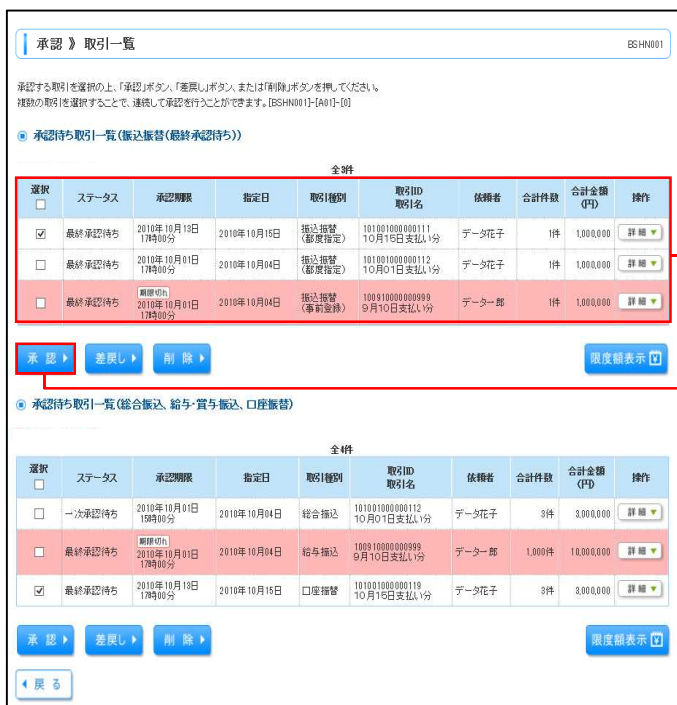 承認 》 取引一覧
BSHN001
承認する取引を選択の上、「承認」ボタン、「差戻し」ボタン、または「削除」ボタンを押してください。
複数の取引を選択することで、連続して承認を行うことができます。[BSHN001]-[A01]-[0]
承認待ち取引一覧(振込振替(最終承認待ち))
全3件
選択 ステータス 承認期限 指定日 取引種別 取引ID 取引名 依頼者 合計件数 合計金額(円) 操作
最終承認待ち 2010年10月13日 17時00分 2010年10月15日 振込振替(都度指定) 101001000000111 10月15日支払い分 データ花子 1件 1,000,000 詳細▼
最終承認待ち 2010年10月01日 17時00分 2010年10月04日 振込振替(都度指定) 101001000000112 10月01日支払い分 データ花子 1件 1,000,000 詳細▼
最終承認待ち 期限切れ 2010年10月01日 17時00分 2010年10月04日 振込振替(事前登録) 100910000000999 9月10日支払い分 データ一郎 1件 1,000,000 詳細▼
承 認 差戻し 削 除 限度額表示
承認待ち取引一覧(総合振込、給与・賞与振込、口座振替)
全4件
選択 ステータス 承認期限 指定日 取引種別 取引ID 取引名 依頼者 合計件数 合計金額(円) 操作
一次承認待ち 2010年10月01日 15時00分 2010年10月04日 総合振込 101001000000112 10月01日支払い分 データ花子 3件 3,000,000 詳細▼
最終承認待ち 期限切れ 2010年10月01日 17時00分 2010年10月04日 給与振込 100910000000999 9月10日支払い分 データ一郎 1,000件 10,000,000 詳細▼
最終承認待ち 2010年10月13日 17時00分 2010年10月15日 口座振替 101001000000119 10月15日支払い分 データ花子 3件 3,000,000 詳細▼
承 認 差戻し 削 除 限度額表示
戻 る